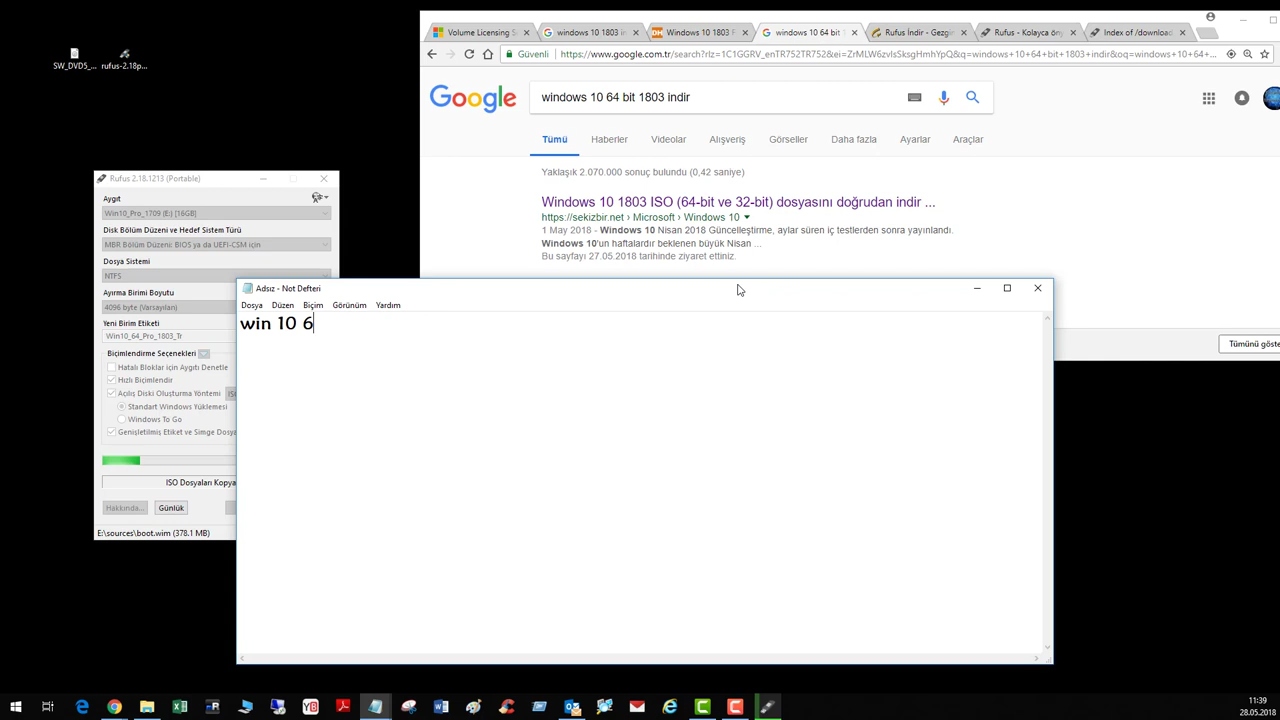 SW_DVD5_...
rufus-2.18p...
Volume Licensing S
windows 10 1803 in
Windows 10 1803 P
windows 10 64 bit 1
Rufus İndir - Gezgi
Rufus - Kolayca ön
Index of /download
Güvenli
https://www.google.com.tr/search?rlz=1C1GGRV_enTR752TR752&ei=ZrMLW6zvIsSksgHmhYpQ&q=windows+10+64+bit+1803+indir&oq=windows+10+64+...
Google
windows 10 64 bit 1803 indir
Tümü Haberler Videolar Alışveriş Görseller Daha fazla Ayarlar Araçlar
Yaklaşık 2.070.000 sonuç bulundu (0,42 saniye)
Windows 10 1803 ISO (64-bit ve 32-bit) dosyasını doğrudan indir ...
https://sekizbir.net › Microsoft › Windows 10
1 May 2018 - Windows 10 Nisan 2018 Güncelleştirme, aylar süren iç testlerden sonra yayınlandı.
Windows 10'un haftalardır beklenen büyük Nisan ...
Bu sayfayı 27.05.2018 tarihinde ziyaret ettiniz.
Tümünü göste
Rufus 2.18.1213 (Portable)
Aygıt
Win10_Pro_1709 (E:) [16GB]
Disk Bölüm Düzeni ve Hedef Sistem Türü
MBR Bölüm Düzeni: BIOS ya da UEFI-CSM için
Dosya Sistemi
NTFS
Ayırma Birimi Boyutu
4096 byte (Varsayılan)
Yeni Birim Etiketi
Win10_64_Pro_1803_Tr
Biçimlendirme Seçenekleri
Hatalı Bloklar için Aygıtı Denetle
Hızlı Biçimlendir
Açılış Diski Oluşturma Yöntemi
Standart Windows Yüklemesi
Windows To Go
Genişletilmiş Etiket ve Simge Dosya
ISO Dosyaları Kopya
Hakkında...
Günlük
E:\sources\boot.wim (378.1 MB)
Adsız - Not Defteri
Dosya Düzen Biçim Görünüm Yardım
win 10 6
11:39
28.05.2018